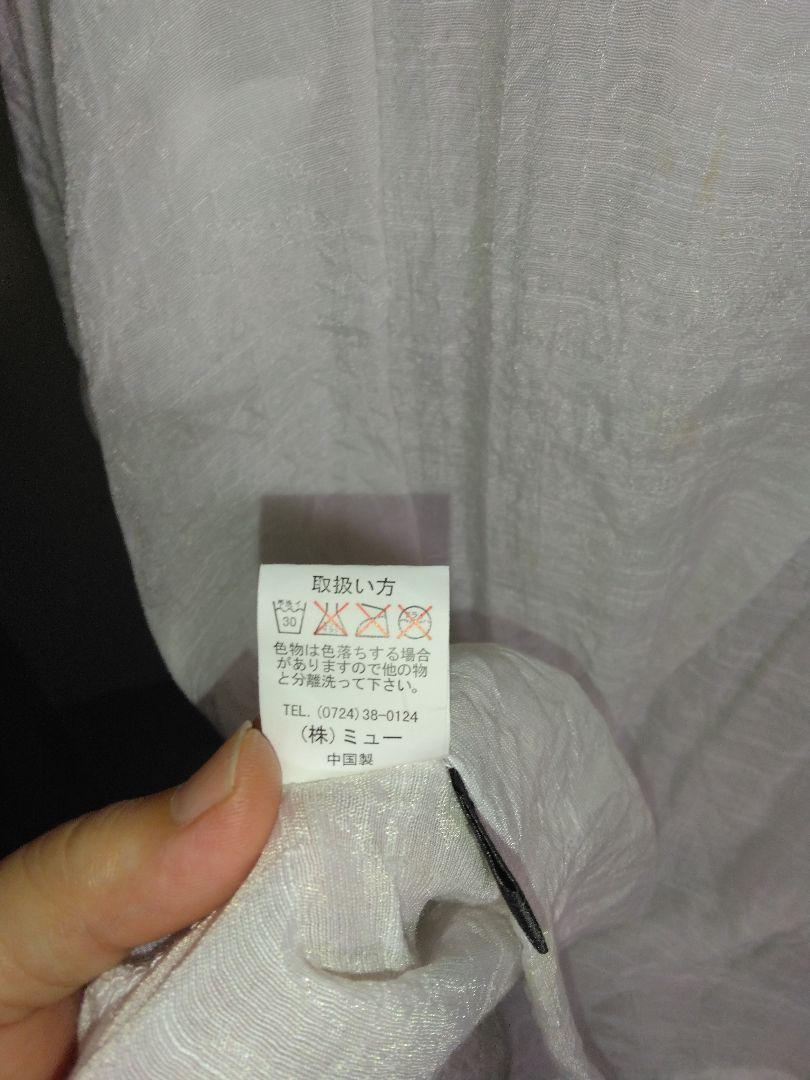 取扱い方
30
色物は色落ちする場合
がありますので他の物
と分離洗って下さい。
TEL.(0724)38-0124
(株)ミュー
中国製